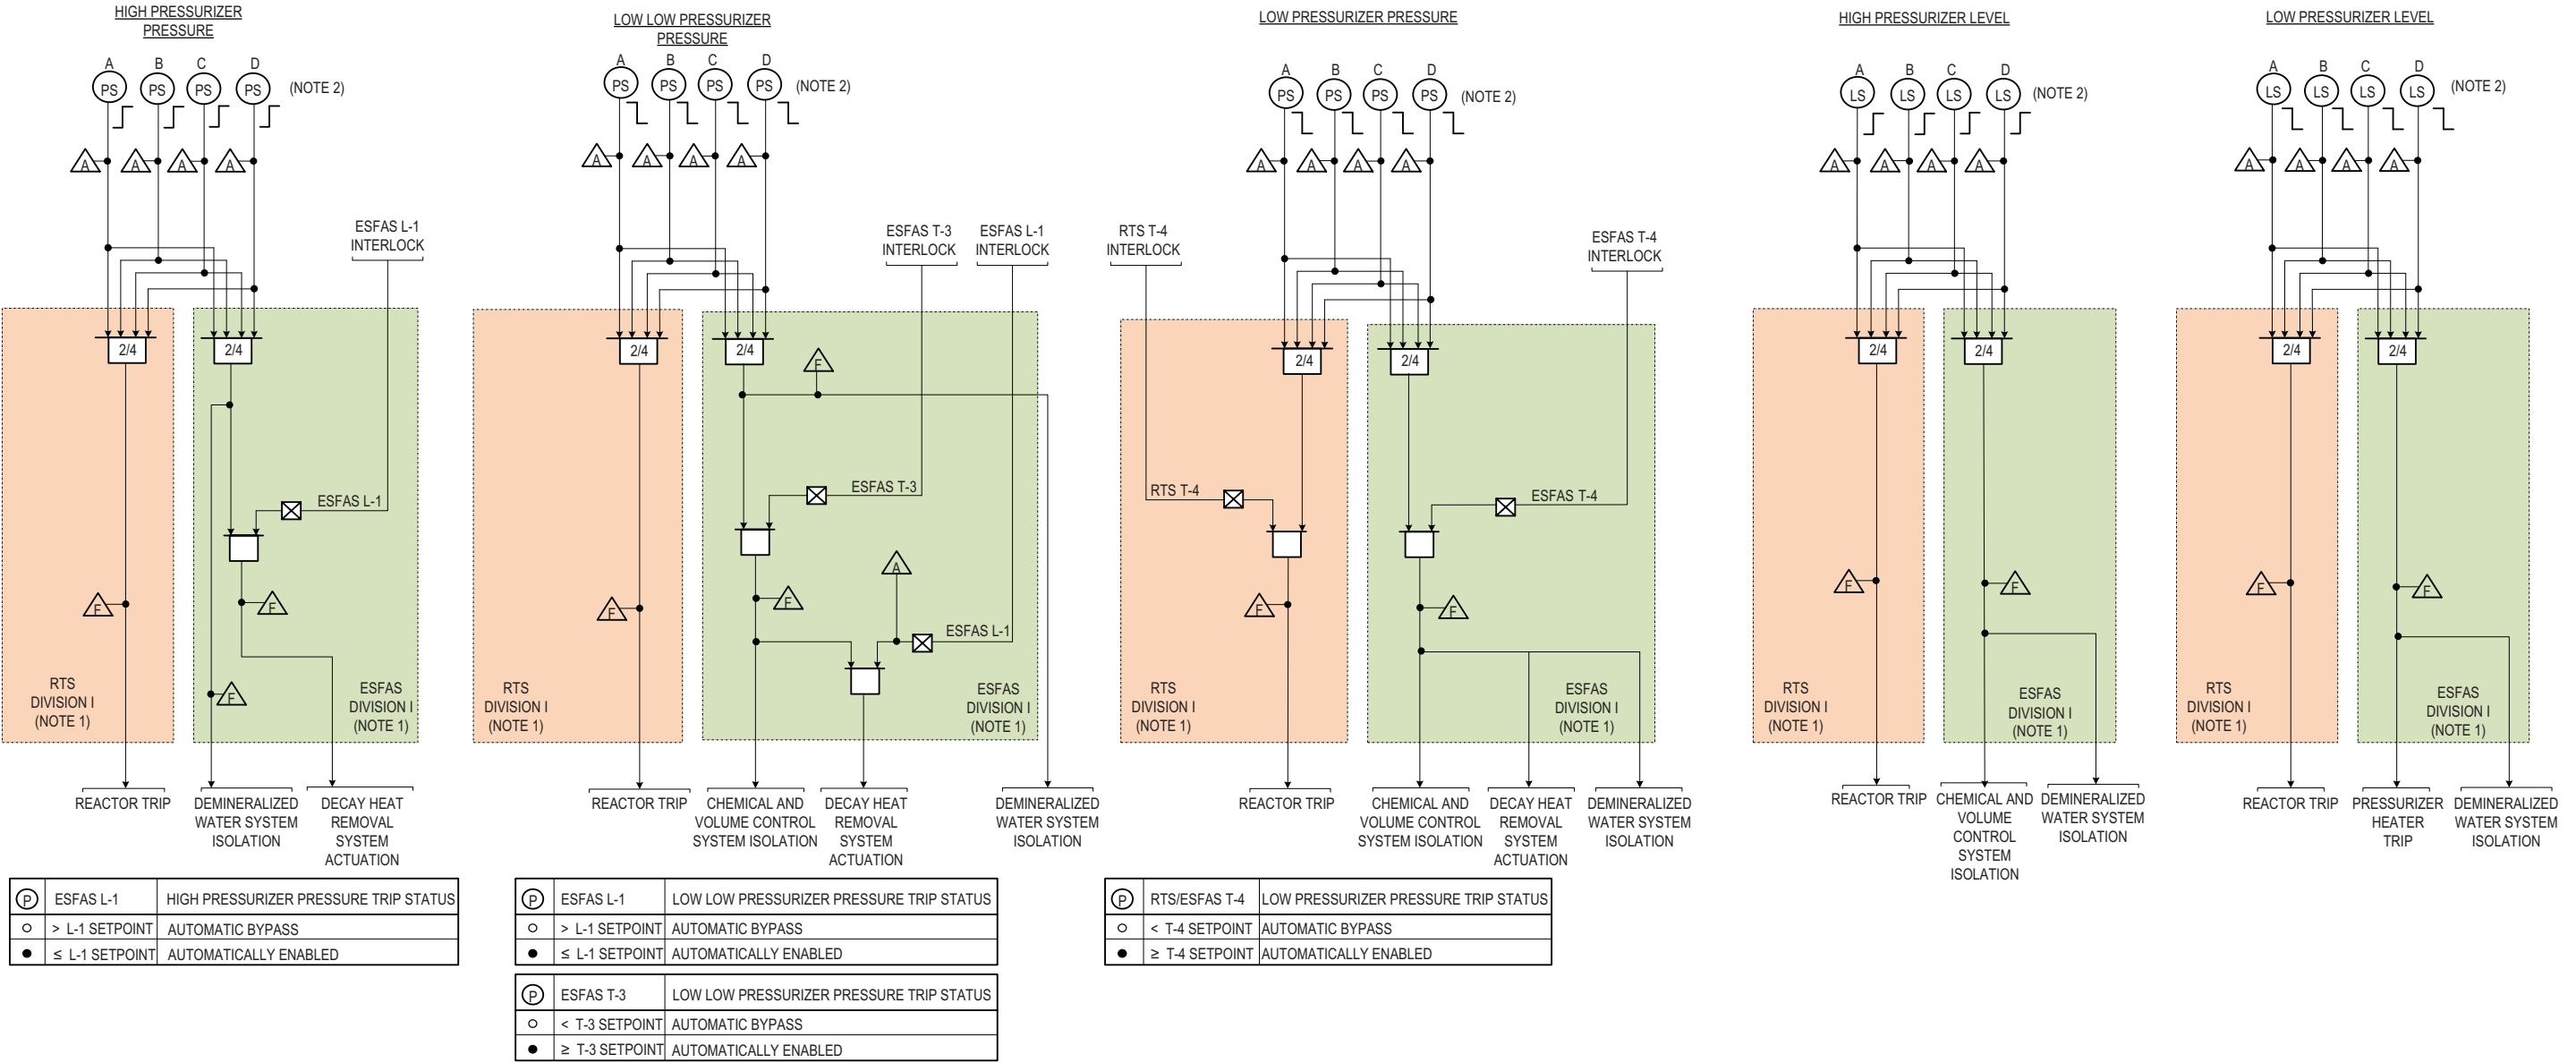 HIGH PRESSURIZER
PRESSURE
A B C D
PS PS PS PS (NOTE 2)
A A A A
ESFAS L-1
INTERLOCK
2/4 2/4
ESFAS L-1
F F
F
RTS
DIVISION I
(NOTE 1)
ESFAS
DIVISION I
(NOTE 1)
REACTOR TRIP
DEMINERALIZED
WATER SYSTEM
ISOLATION
DECAY HEAT
REMOVAL
SYSTEM
ACTUATION
P ESFAS L-1 HIGH PRESSURIZER PRESSURE TRIP STATUS
> L-1 SETPOINT AUTOMATIC BYPASS
≤ L-1 SETPOINT AUTOMATICALLY ENABLED
LOW LOW PRESSURIZER
PRESSURE
A B C D
PS PS PS PS (NOTE 2)
A A A A
ESFAS T-3
INTERLOCK
ESFAS L-1
INTERLOCK
2/4 2/4
F
ESFAS T-3
A
F F
ESFAS L-1
RTS
DIVISION I
(NOTE 1)
ESFAS
DIVISION I
(NOTE 1)
REACTOR TRIP
CHEMICAL AND
VOLUME CONTROL
SYSTEM ISOLATION
DECAY HEAT
REMOVAL
SYSTEM
ACTUATION
DEMINERALIZED
WATER SYSTEM
ISOLATION
P ESFAS L-1 LOW LOW PRESSURIZER PRESSURE TRIP STATUS
> L-1 SETPOINT AUTOMATIC BYPASS
≤ L-1 SETPOINT AUTOMATICALLY ENABLED
P ESFAS T-3 LOW LOW PRESSURIZER PRESSURE TRIP STATUS
< T-3 SETPOINT AUTOMATIC BYPASS
≥ T-3 SETPOINT AUTOMATICALLY ENABLED
LOW PRESSURIZER PRESSURE
A B C D
PS PS PS PS (NOTE 2)
A A A A
RTS T-4
INTERLOCK
ESFAS T-4
INTERLOCK
2/4 2/4
RTS T-4
ESFAS T-4
F F
RTS
DIVISION I
(NOTE 1)
ESFAS
DIVISION I
(NOTE 1)
REACTOR TRIP
CHEMICAL AND
VOLUME CONTROL
SYSTEM ISOLATION
DECAY HEAT
REMOVAL
SYSTEM
ACTUATION
DEMINERALIZED
WATER SYSTEM
ISOLATION
P RTS/ESFAS T-4 LOW PRESSURIZER PRESSURE TRIP STATUS
< T-4 SETPOINT AUTOMATIC BYPASS
≥ T-4 SETPOINT AUTOMATICALLY ENABLED
HIGH PRESSURIZER LEVEL
A B C D
LS LS LS LS (NOTE 2)
A A A A
2/4 2/4
F F
RTS
DIVISION I
(NOTE 1)
ESFAS
DIVISION I
(NOTE 1)
REACTOR TRIP
CHEMICAL AND
VOLUME
CONTROL
SYSTEM
ISOLATION
DEMINERALIZED
WATER SYSTEM
ISOLATION
LOW PRESSURIZER LEVEL
A B C D
LS LS LS LS (NOTE 2)
A A A A
2/4 2/4
F F
RTS
DIVISION I
(NOTE 1)
ESFAS
DIVISION I
(NOTE 1)
REACTOR TRIP
PRESSURIZER
HEATER
TRIP
DEMINERALIZED
WATER SYSTEM
ISOLATION